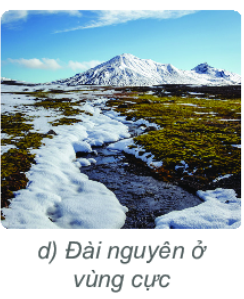 d) Đài nguyên ở
vùng cực